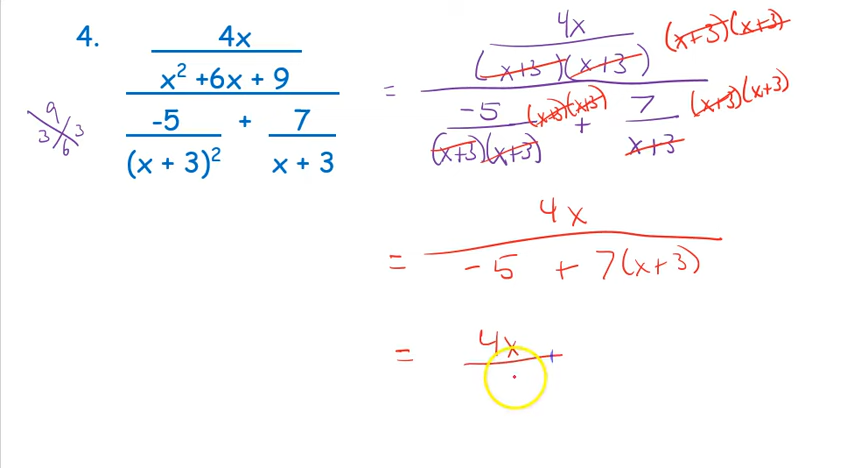 4. 4x / (x² +6x + 9)
-5 / (x + 3)² + 7 / (x + 3)
9
3 3
6
= 4x / (x+3)(x+3) (x+3)(x+3)
-5 / (x+3)(x+3) (x+3)(x+3) + 7 / x+3 (x+3)(x+3)
4x
= -5 + 7(x+3)
= 4x